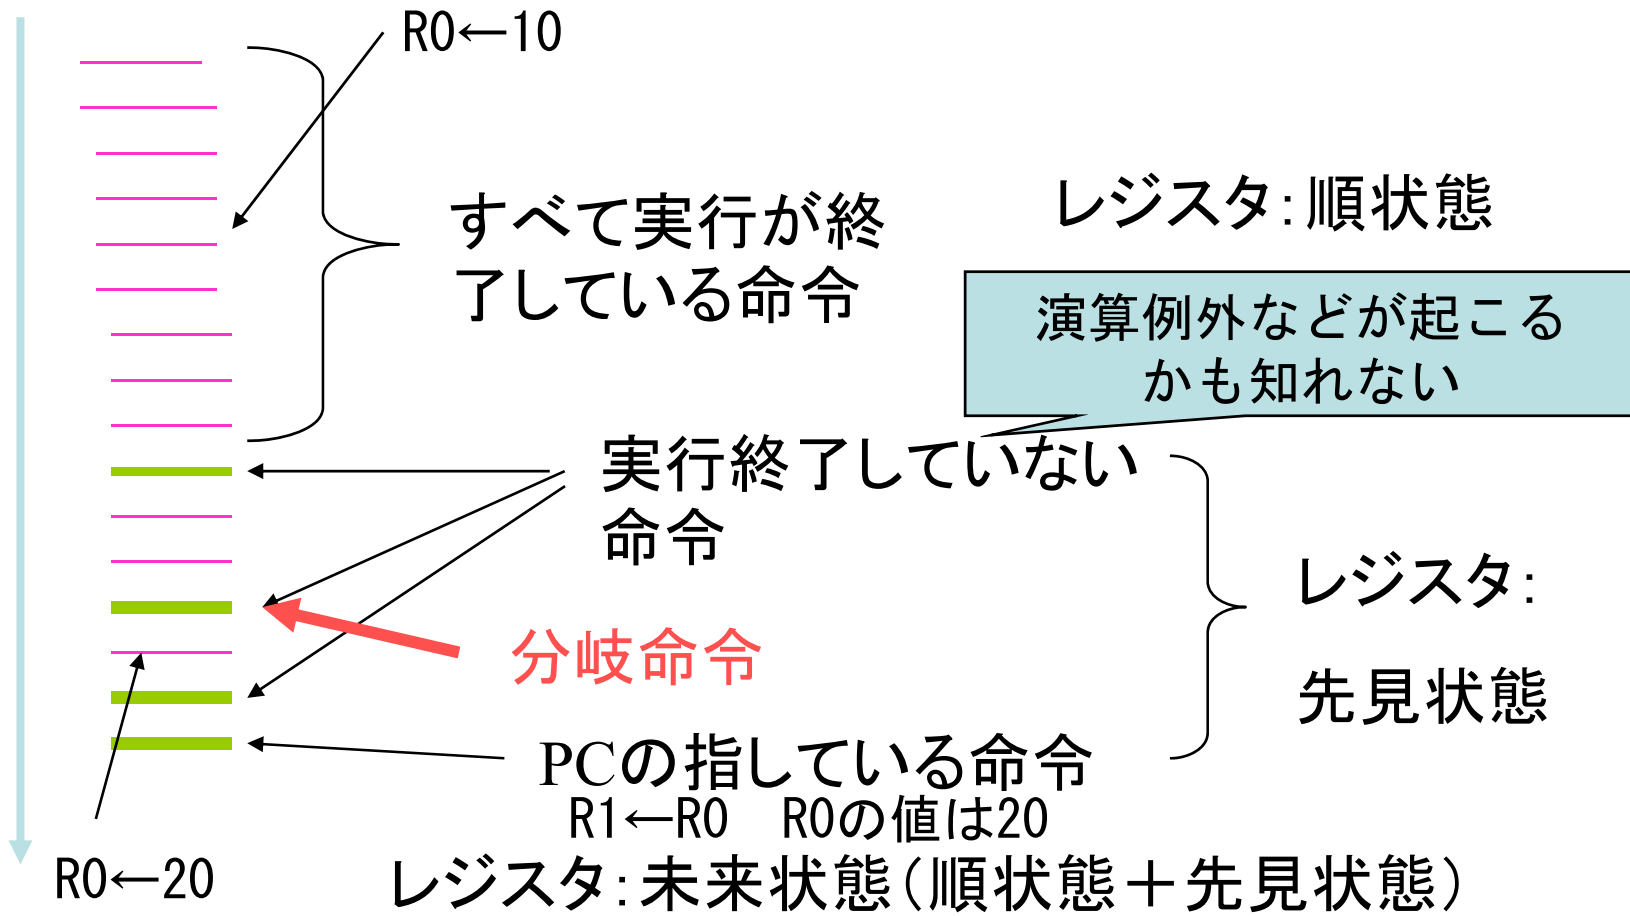 R0←10
すべて実行が終
了している命令
レジスタ:順状態
演算例外などが起こる
かも知れない
実行終了していない
命令
分岐命令
レジスタ:
先見状態
PCの指している命令
R1←R0　R0の値は20
R0←20
レジスタ:未来状態(順状態+先見状態)